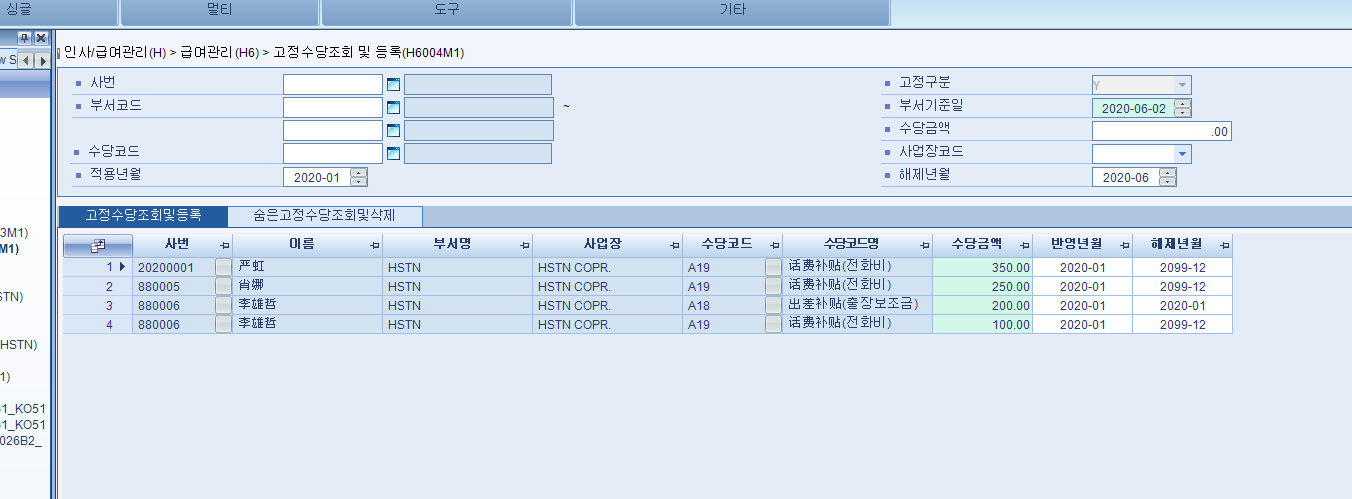 싱글 멀티 도구 기타
w S
인사/급여관리(H) > 급여관리(H6) > 고정수당조회 및 등록(H6004M1)
사번 고정구분 Y
부서코드 ~ 부서기준일 2020-06-02
수당금액 .00
수당코드 사업장코드
적용년월 2020-01 해제년월 2020-06
고정수당조회및등록 숨은고정수당조회및삭제
사번 이름 부서명 사업장 수당코드 수당코드명 수당금액 반영년월 해제년월
1 20200001 严虹 HSTN HSTN COPR. A19 话费补贴(전화비) 350.00 2020-01 2099-12
2 880005 肖娜 HSTN HSTN COPR. A19 话费补贴(전화비) 250.00 2020-01 2099-12
3 880006 李雄哲 HSTN HSTN COPR. A18 出差补贴(출장보조금) 200.00 2020-01 2020-01
4 880006 李雄哲 HSTN HSTN COPR. A19 话费补贴(전화비) 100.00 2020-01 2099-12
3M1)
M1)
STN)
HSTN)
1)
61_KO51
61_KO51
026B2_